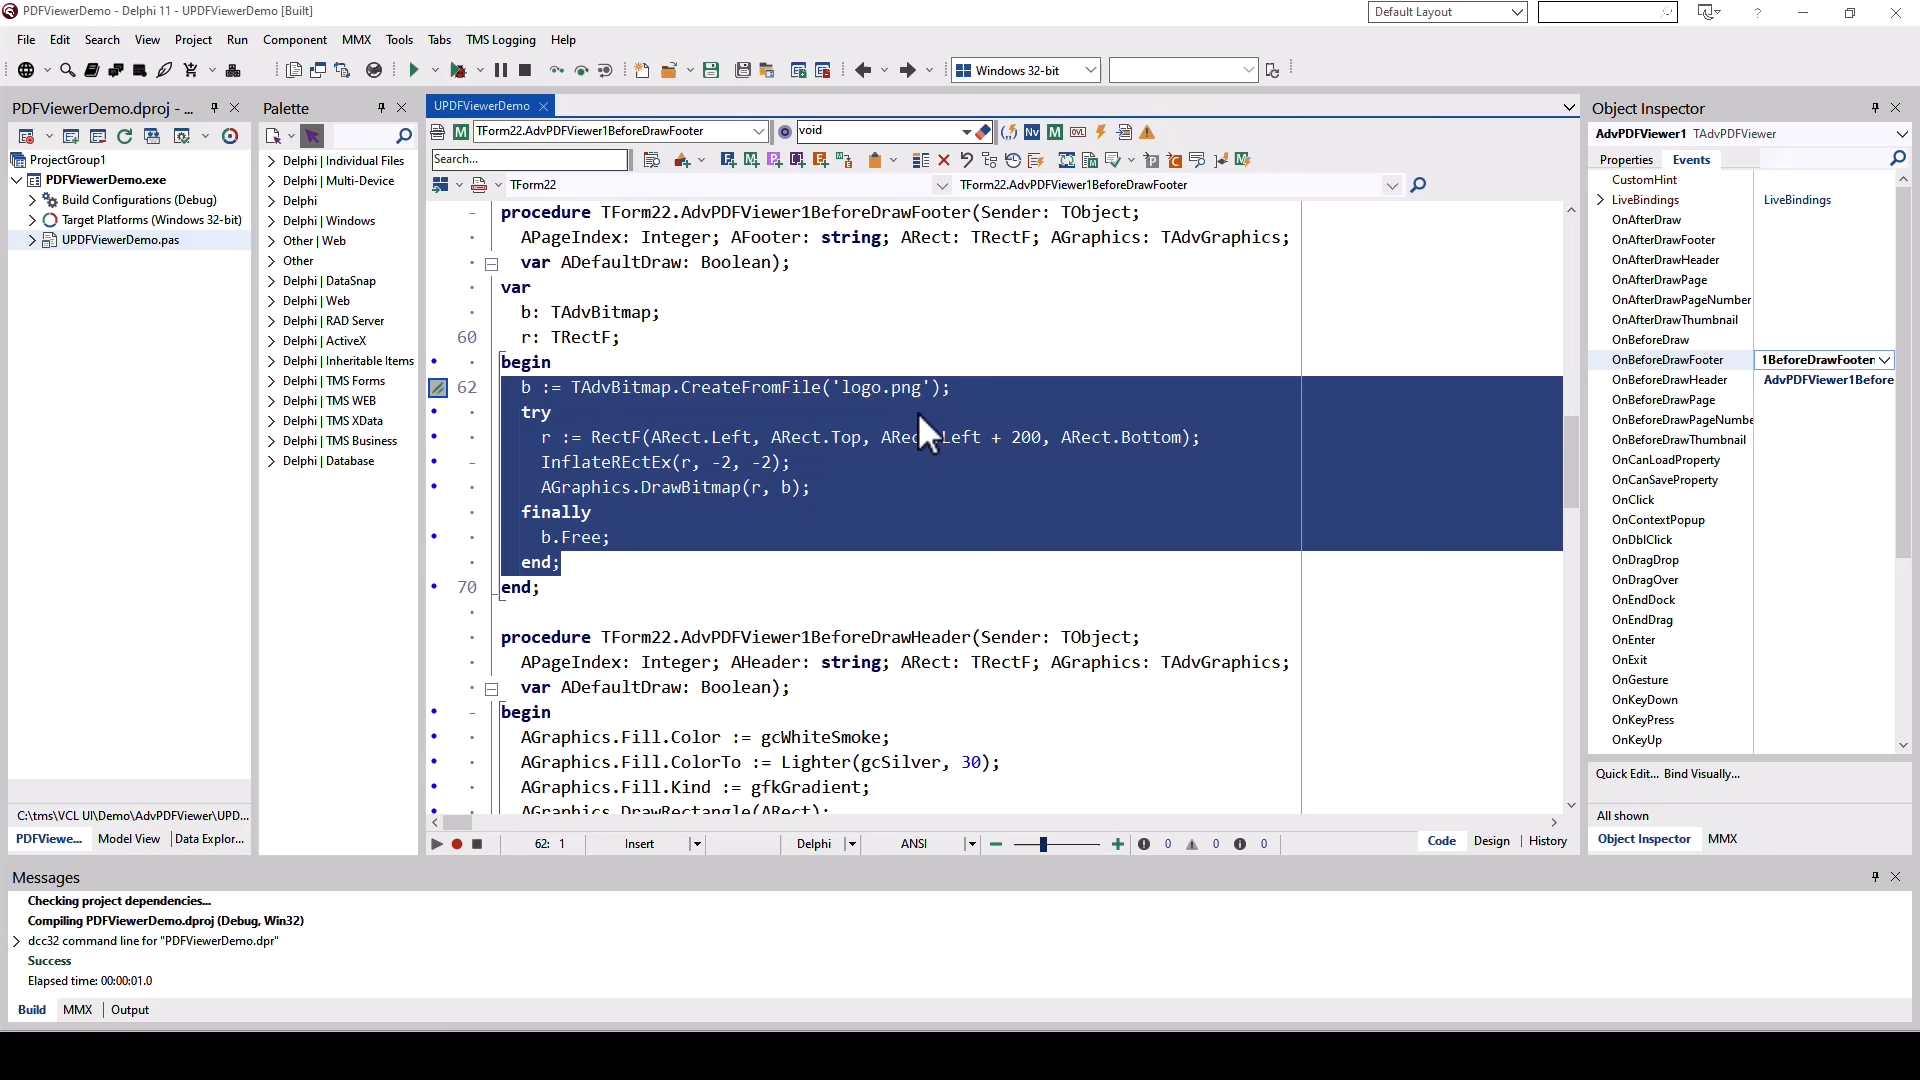 PDFViewerDemo - Delphi 11 - UPDFViewerDemo [Built]
Default Layout
?
File Edit Search View Project Run Component MMX Tools Tabs TMS Logging Help
Windows 32-bit
PDFViewerDemo.dproj - ...
Palette
UPDFViewerDemo
Object Inspector
TForm22.AdvPDFViewer1BeforeDrawFooter
void
AdvPDFViewer1 TAdvPDFViewer
Search...
Properties Events
TForm22
TForm22.AdvPDFViewer1BeforeDrawFooter
ProjectGroup1
PDFViewerDemo.exe
Build Configurations (Debug)
Target Platforms (Windows 32-bit)
UPDFViewerDemo.pas
Delphi | Individual Files
Delphi | Multi-Device
Delphi
Delphi | Windows
Other | Web
Other
Delphi | DataSnap
Delphi | Web
Delphi | RAD Server
Delphi | ActiveX
Delphi | Inheritable Items
Delphi | TMS Forms
Delphi | TMS WEB
Delphi | TMS XData
Delphi | TMS Business
Delphi | Database
procedure TForm22.AdvPDFViewer1BeforeDrawFooter(Sender: TObject;
APageIndex: Integer; AFooter: string; ARect: TRectF; AGraphics: TAdvGraphics;
var ADefaultDraw: Boolean);
var
b: TAdvBitmap;
60 r: TRectF;
begin
62 b := TAdvBitmap.CreateFromFile('logo.png');
try
r := RectF(ARect.Left, ARect.Top, ARec Left + 200, ARect.Bottom);
InflateREctEx(r, -2, -2);
AGraphics.DrawBitmap(r, b);
finally
b.Free;
end;
70 end;
procedure TForm22.AdvPDFViewer1BeforeDrawHeader(Sender: TObject;
APageIndex: Integer; AHeader: string; ARect: TRectF; AGraphics: TAdvGraphics;
var ADefaultDraw: Boolean);
begin
AGraphics.Fill.Color := gcWhiteSmoke;
AGraphics.Fill.ColorTo := Lighter(gcSilver, 30);
AGraphics.Fill.Kind := gfkGradient;
AGraphics.DrawRectangle(ARect);
CustomHint
LiveBindings LiveBindings
OnAfterDraw
OnAfterDrawFooter
OnAfterDrawHeader
OnAfterDrawPage
OnAfterDrawPageNumber
OnAfterDrawThumbnail
OnBeforeDraw
OnBeforeDrawFooter 1BeforeDrawFooter
OnBeforeDrawHeader AdvPDFViewer1Before
OnBeforeDrawPage
OnBeforeDrawPageNumbe
OnBeforeDrawThumbnail
OnCanLoadProperty
OnCanSaveProperty
OnClick
OnContextPopup
OnDblClick
OnDragDrop
OnDragOver
OnEndDock
OnEndDrag
OnEnter
OnExit
OnGesture
OnKeyDown
OnKeyPress
OnKeyUp
Quick Edit... Bind Visually...
All shown
Object Inspector MMX
C:\tms\VCL UI\Demo\AdvPDFViewer\UPD...
PDFViewe... Model View Data Explor...
62: 1 Insert Delphi ANSI 0 0 0 Code Design History
Messages
Checking project dependencies...
Compiling PDFViewerDemo.dproj (Debug, Win32)
dcc32 command line for "PDFViewerDemo.dpr"
Success
Elapsed time: 00:00:01.0
Build MMX Output